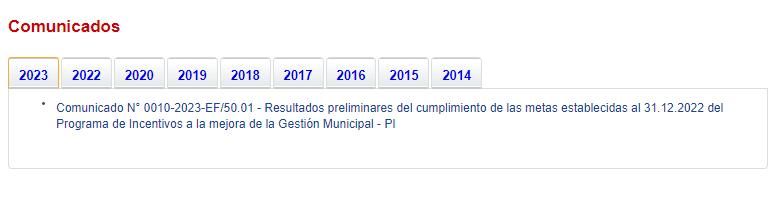 Comunicados
2023 2022 2020 2019 2018 2017 2016 2015 2014
• Comunicado N° 0010-2023-EF/50.01 - Resultados preliminares del cumplimiento de las metas establecidas al 31.12.2022 del
Programa de Incentivos a la mejora de la Gestión Municipal - PI